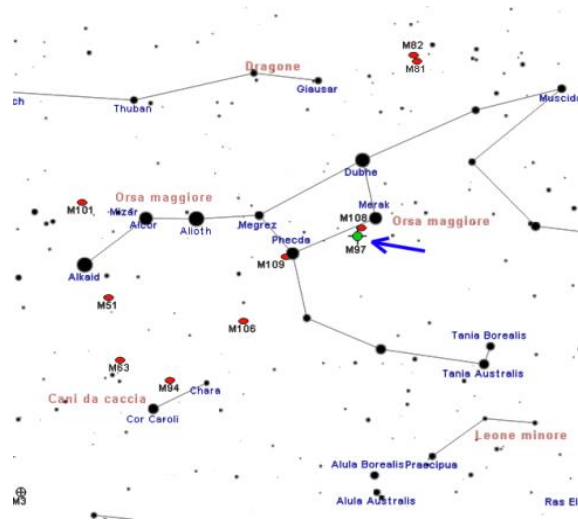 M82
M81
Dragone
Giausar
ch
Thuban
Muscida
Dubhe
Orsa maggiore
M101
Mizar
Alcor
Alioth
Megrez
Merak
M108
Orsa maggiore
Phecda
M97
M109
Alkaid
M51
M106
Tania Borealis
Tania Australis
M63
M94
Chara
Cani da caccia
Cor Caroli
Leone minore
Alula Borealis
Praecipua
M3
Alula Australis
Ras El